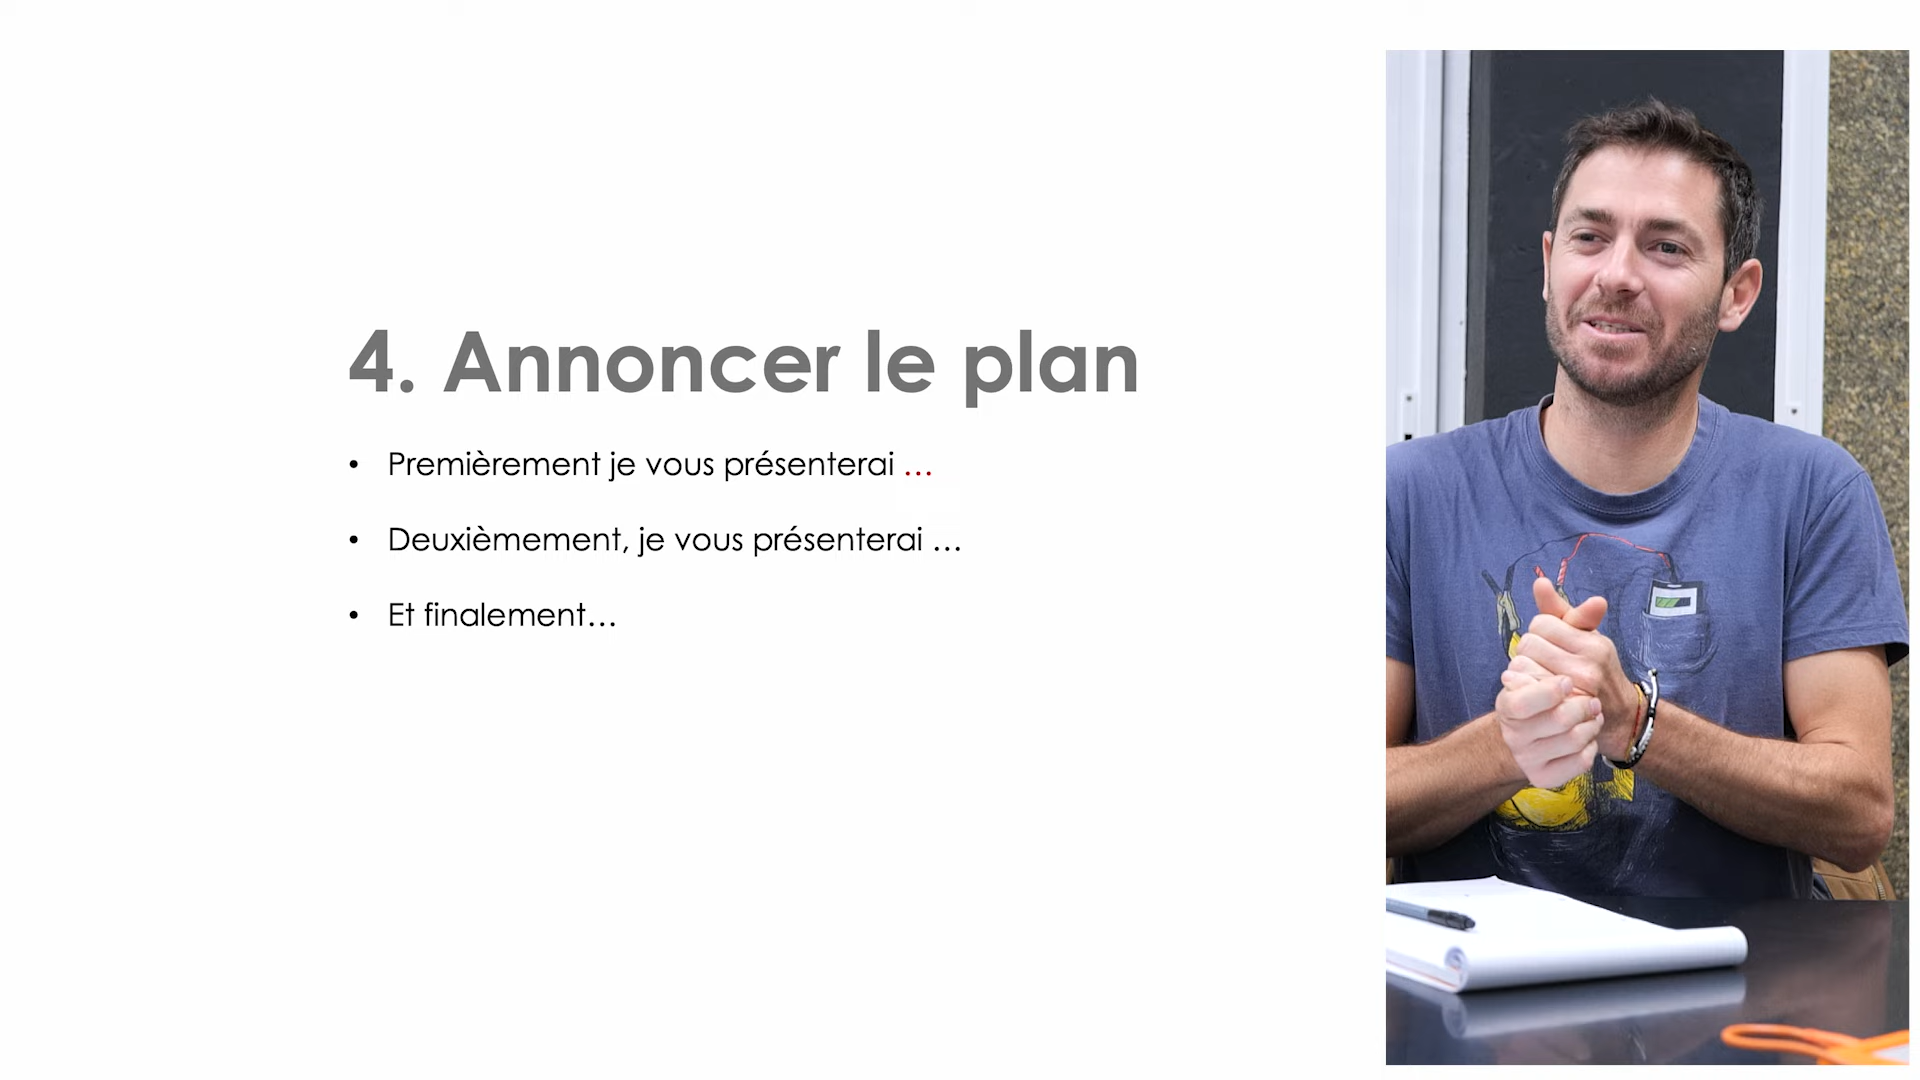 4. Annoncer le plan
• Premièrement je vous présenterai …
• Deuxièmement, je vous présenterai …
• Et finalement…